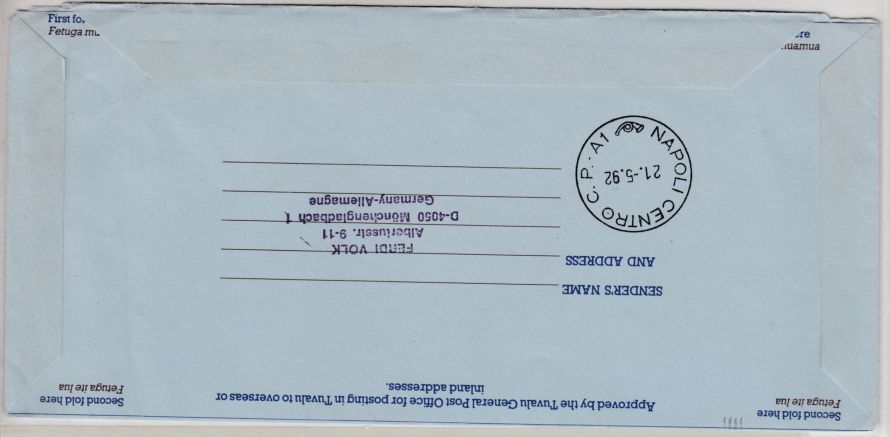 First fo
Fetuga mu
ere
uamua
NAPOLI CENTRO C.P.-A1
21.-5.92
SENDER'S NAME
AND ADDRESS
FERDI VOLK
Albertusstr. 9-11
D-4050 Mönchengladbach 1
Germany-Allemagne
Approved by the Tuvalu General Post Office for posting in Tuvalu to overseas or
inland addresses.
Second fold here
Fetuga ite lua
Second fold here
Fetuga ite lua